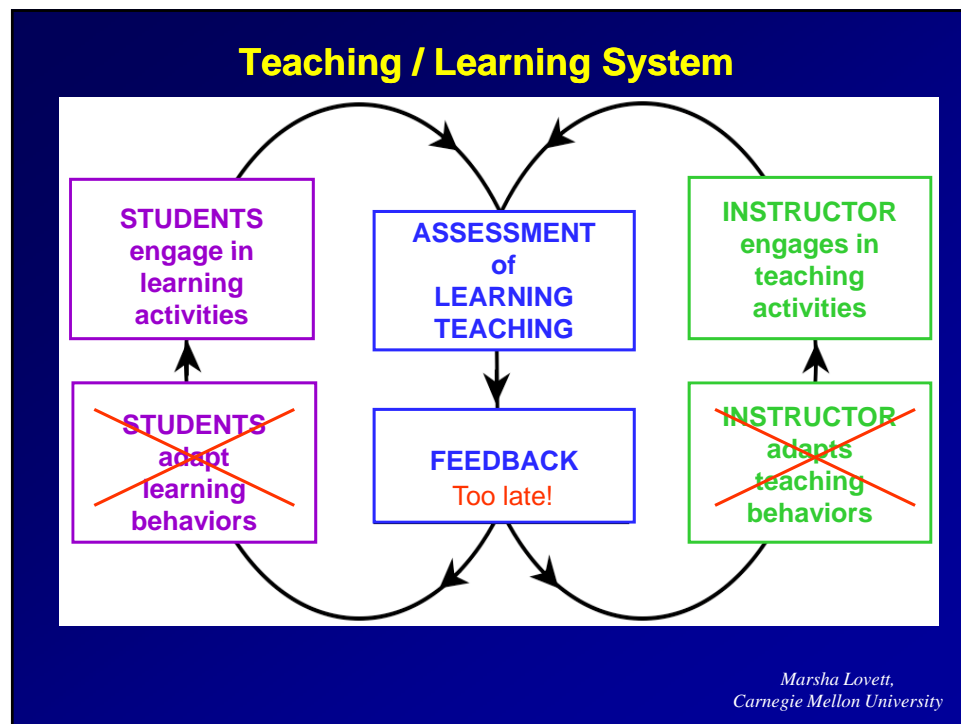 Teaching / Learning System
STUDENTS
engage in
learning
activities
ASSESSMENT
of
LEARNING
TEACHING
INSTRUCTOR
engages in
teaching
activities
STUDENTS
adapt
learning
behaviors
FEEDBACK
Too late!
INSTRUCTOR
adapts
teaching
behaviors
Marsha Lovett,
Carnegie Mellon University